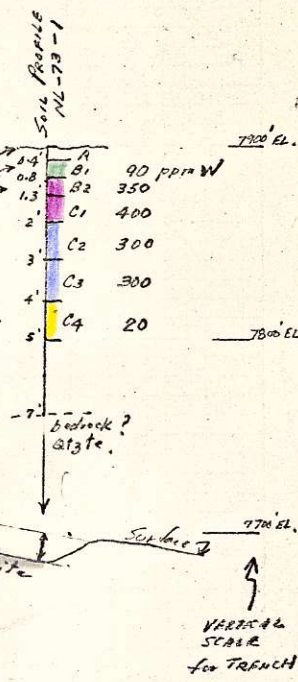 SOIL PROFILE
NL-73-1
7900' EL.
0.4' A
0.8' B1 90 ppm W
1.3' B2 350
2' C1 400
C2 300
3'
C3 300
4'
C4 20
5' 7800' EL.
-7'
bedrock?
Qtzte.
Surface
7700' EL.
VERTICAL
SCALE
for TRENCH